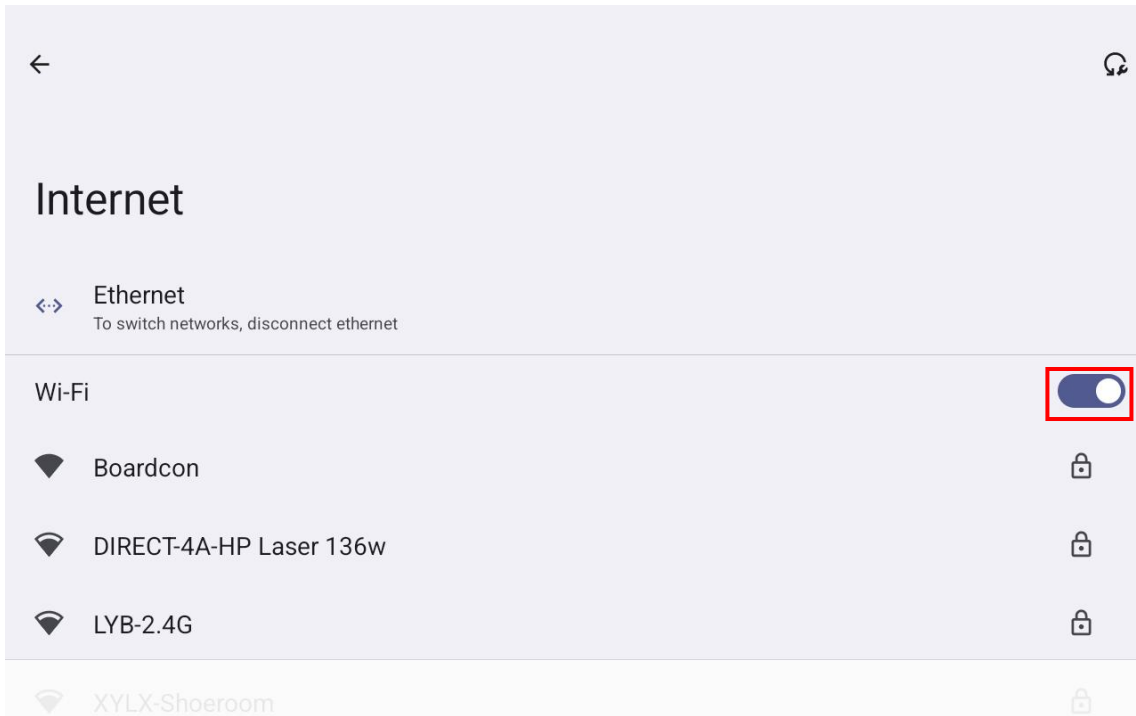 Internet
Ethernet
To switch networks, disconnect ethernet
Wi-Fi
Boardcon
DIRECT-4A-HP Laser 136w
LYB-2.4G
XYLX-Shoeroom